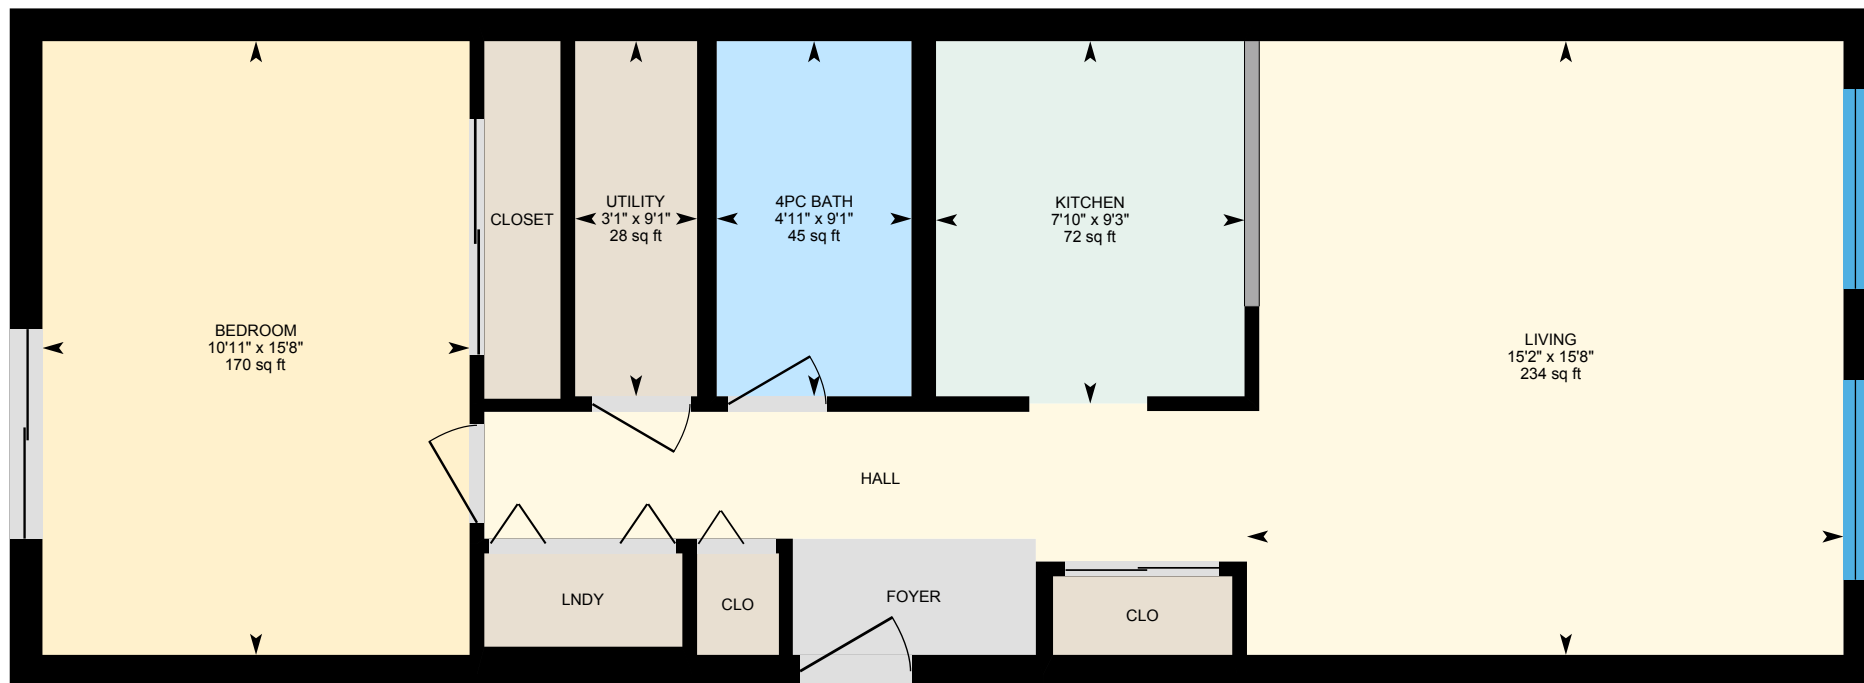 CLOSET
UTILITY
3'1" x 9'1"
28 sq ft
4PC BATH
4'11" x 9'1"
45 sq ft
KITCHEN
7'10" x 9'3"
72 sq ft
BEDROOM
10'11" x 15'8"
170 sq ft
LIVING
15'2" x 15'8"
234 sq ft
HALL
LNDY
CLO
FOYER
CLO